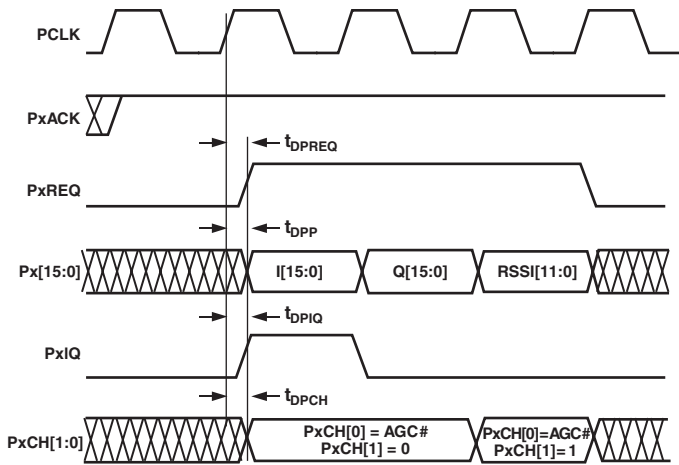 PCLK
PxACK
tDPREQ
PxREQ
tDPP
Px[15:0]
I[15:0]
Q[15:0]
RSSI[11:0]
tDPIQ
PxIQ
tDPCH
PxCH[1:0]
PxCH[0] = AGC#
PxCH[1] = 0
PxCH[0]=AGC#
PxCH[1]= 1